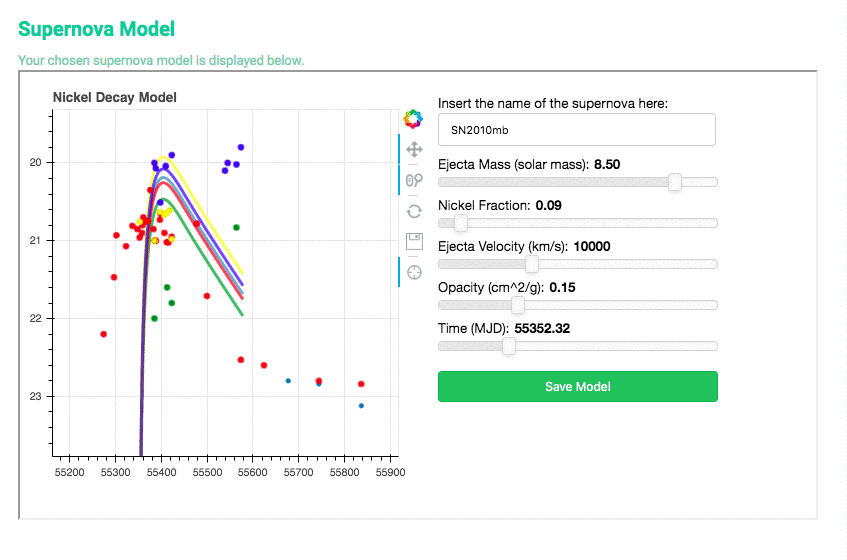 Supernova Model
Your chosen supernova model is displayed below.
Nickel Decay Model
20
21
22
23
55200 55300 55400 55500 55600 55700 55800 55900
Insert the name of the supernova here:
SN2010mb
Ejecta Mass (solar mass): 8.50
Nickel Fraction: 0.09
Ejecta Velocity (km/s): 10000
Opacity (cm^2/g): 0.15
Time (MJD): 55352.32
Save Model